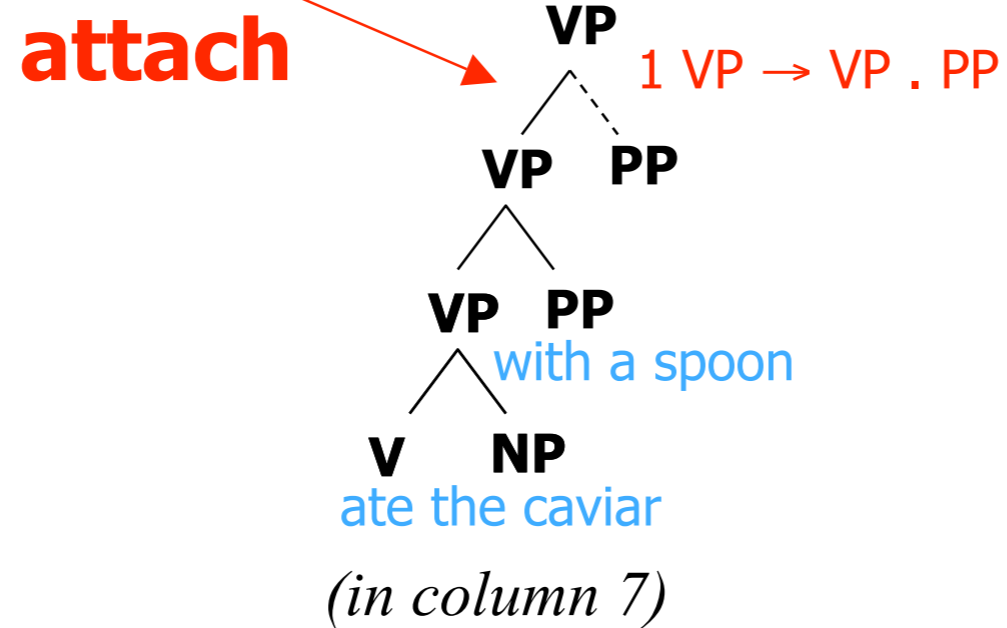 attach
VP
1 VP → VP . PP
VP PP
VP PP
with a spoon
V NP
ate the caviar
(in column 7)